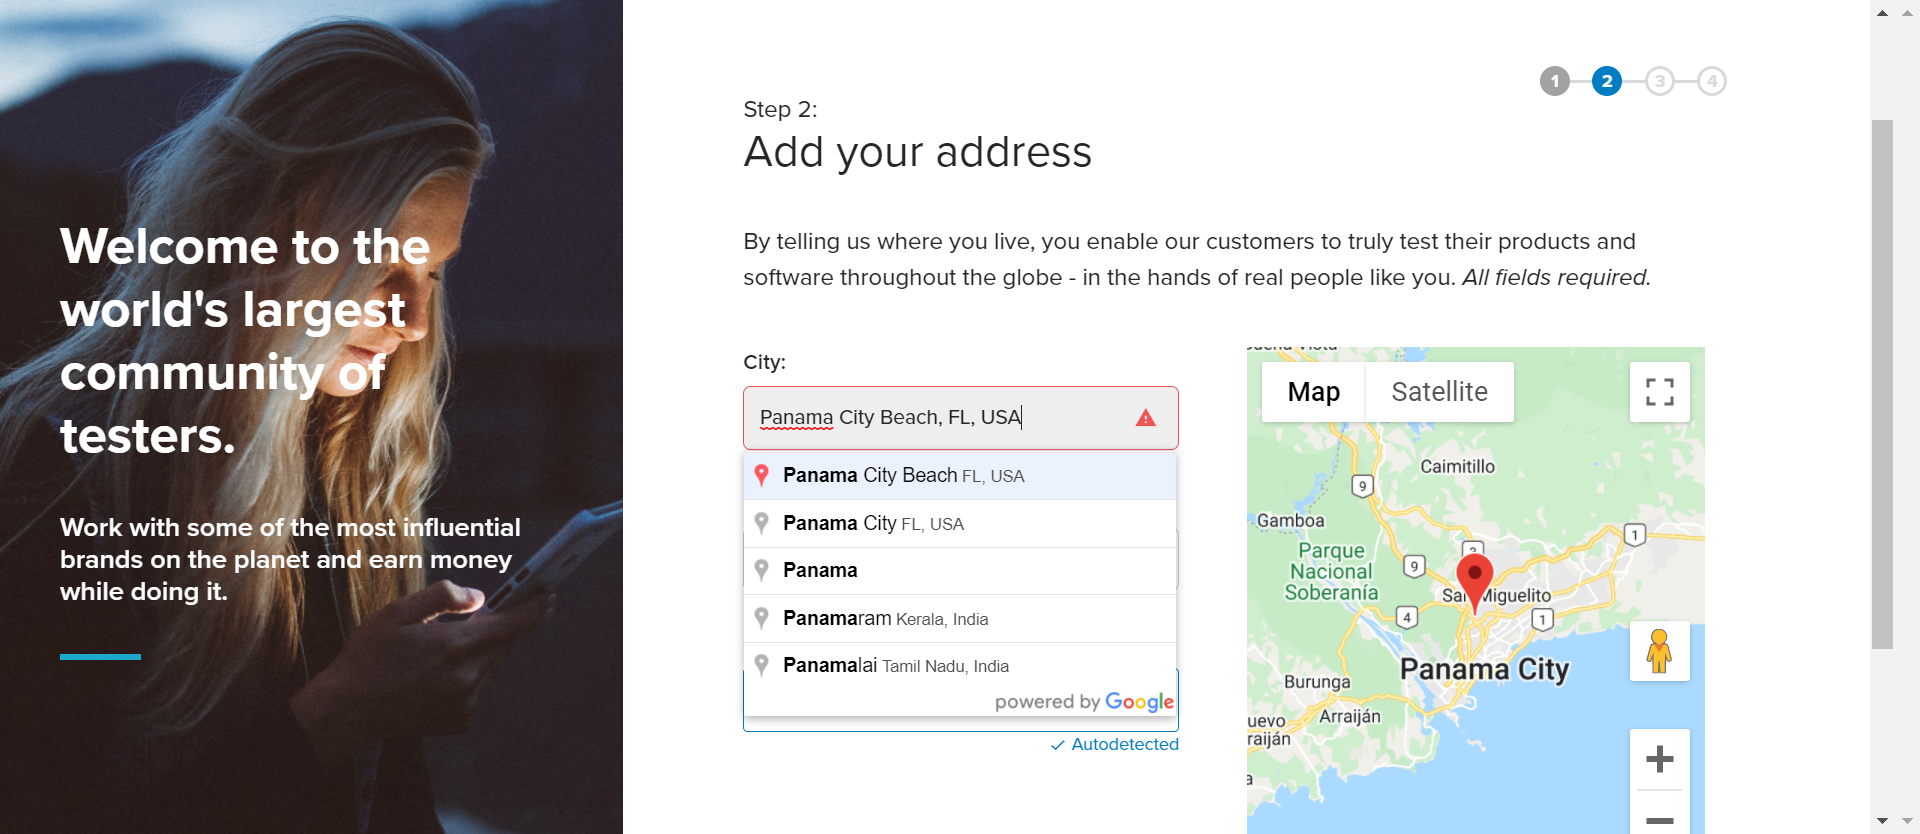 Welcome to the
world's largest
community of
testers.
Work with some of the most influential
brands on the planet and earn money
while doing it.
1 2 3 4
Step 2:
Add your address
By telling us where you live, you enable our customers to truly test their products and
software throughout the globe - in the hands of real people like you. All fields required.
City:
Panama City Beach, FL, USA
Panama City Beach FL, USA
Panama City FL, USA
Panama
Panamaram Kerala, India
Panamalai Tamil Nadu, India
powered by Google
Autodetected
Map Satellite
Caimitillo
9
Gamboa
1
Parque
Nacional
Soberanía
9
San Miguelito
4
1
Panama City
Burunga
Arraiján
uevo
raiján